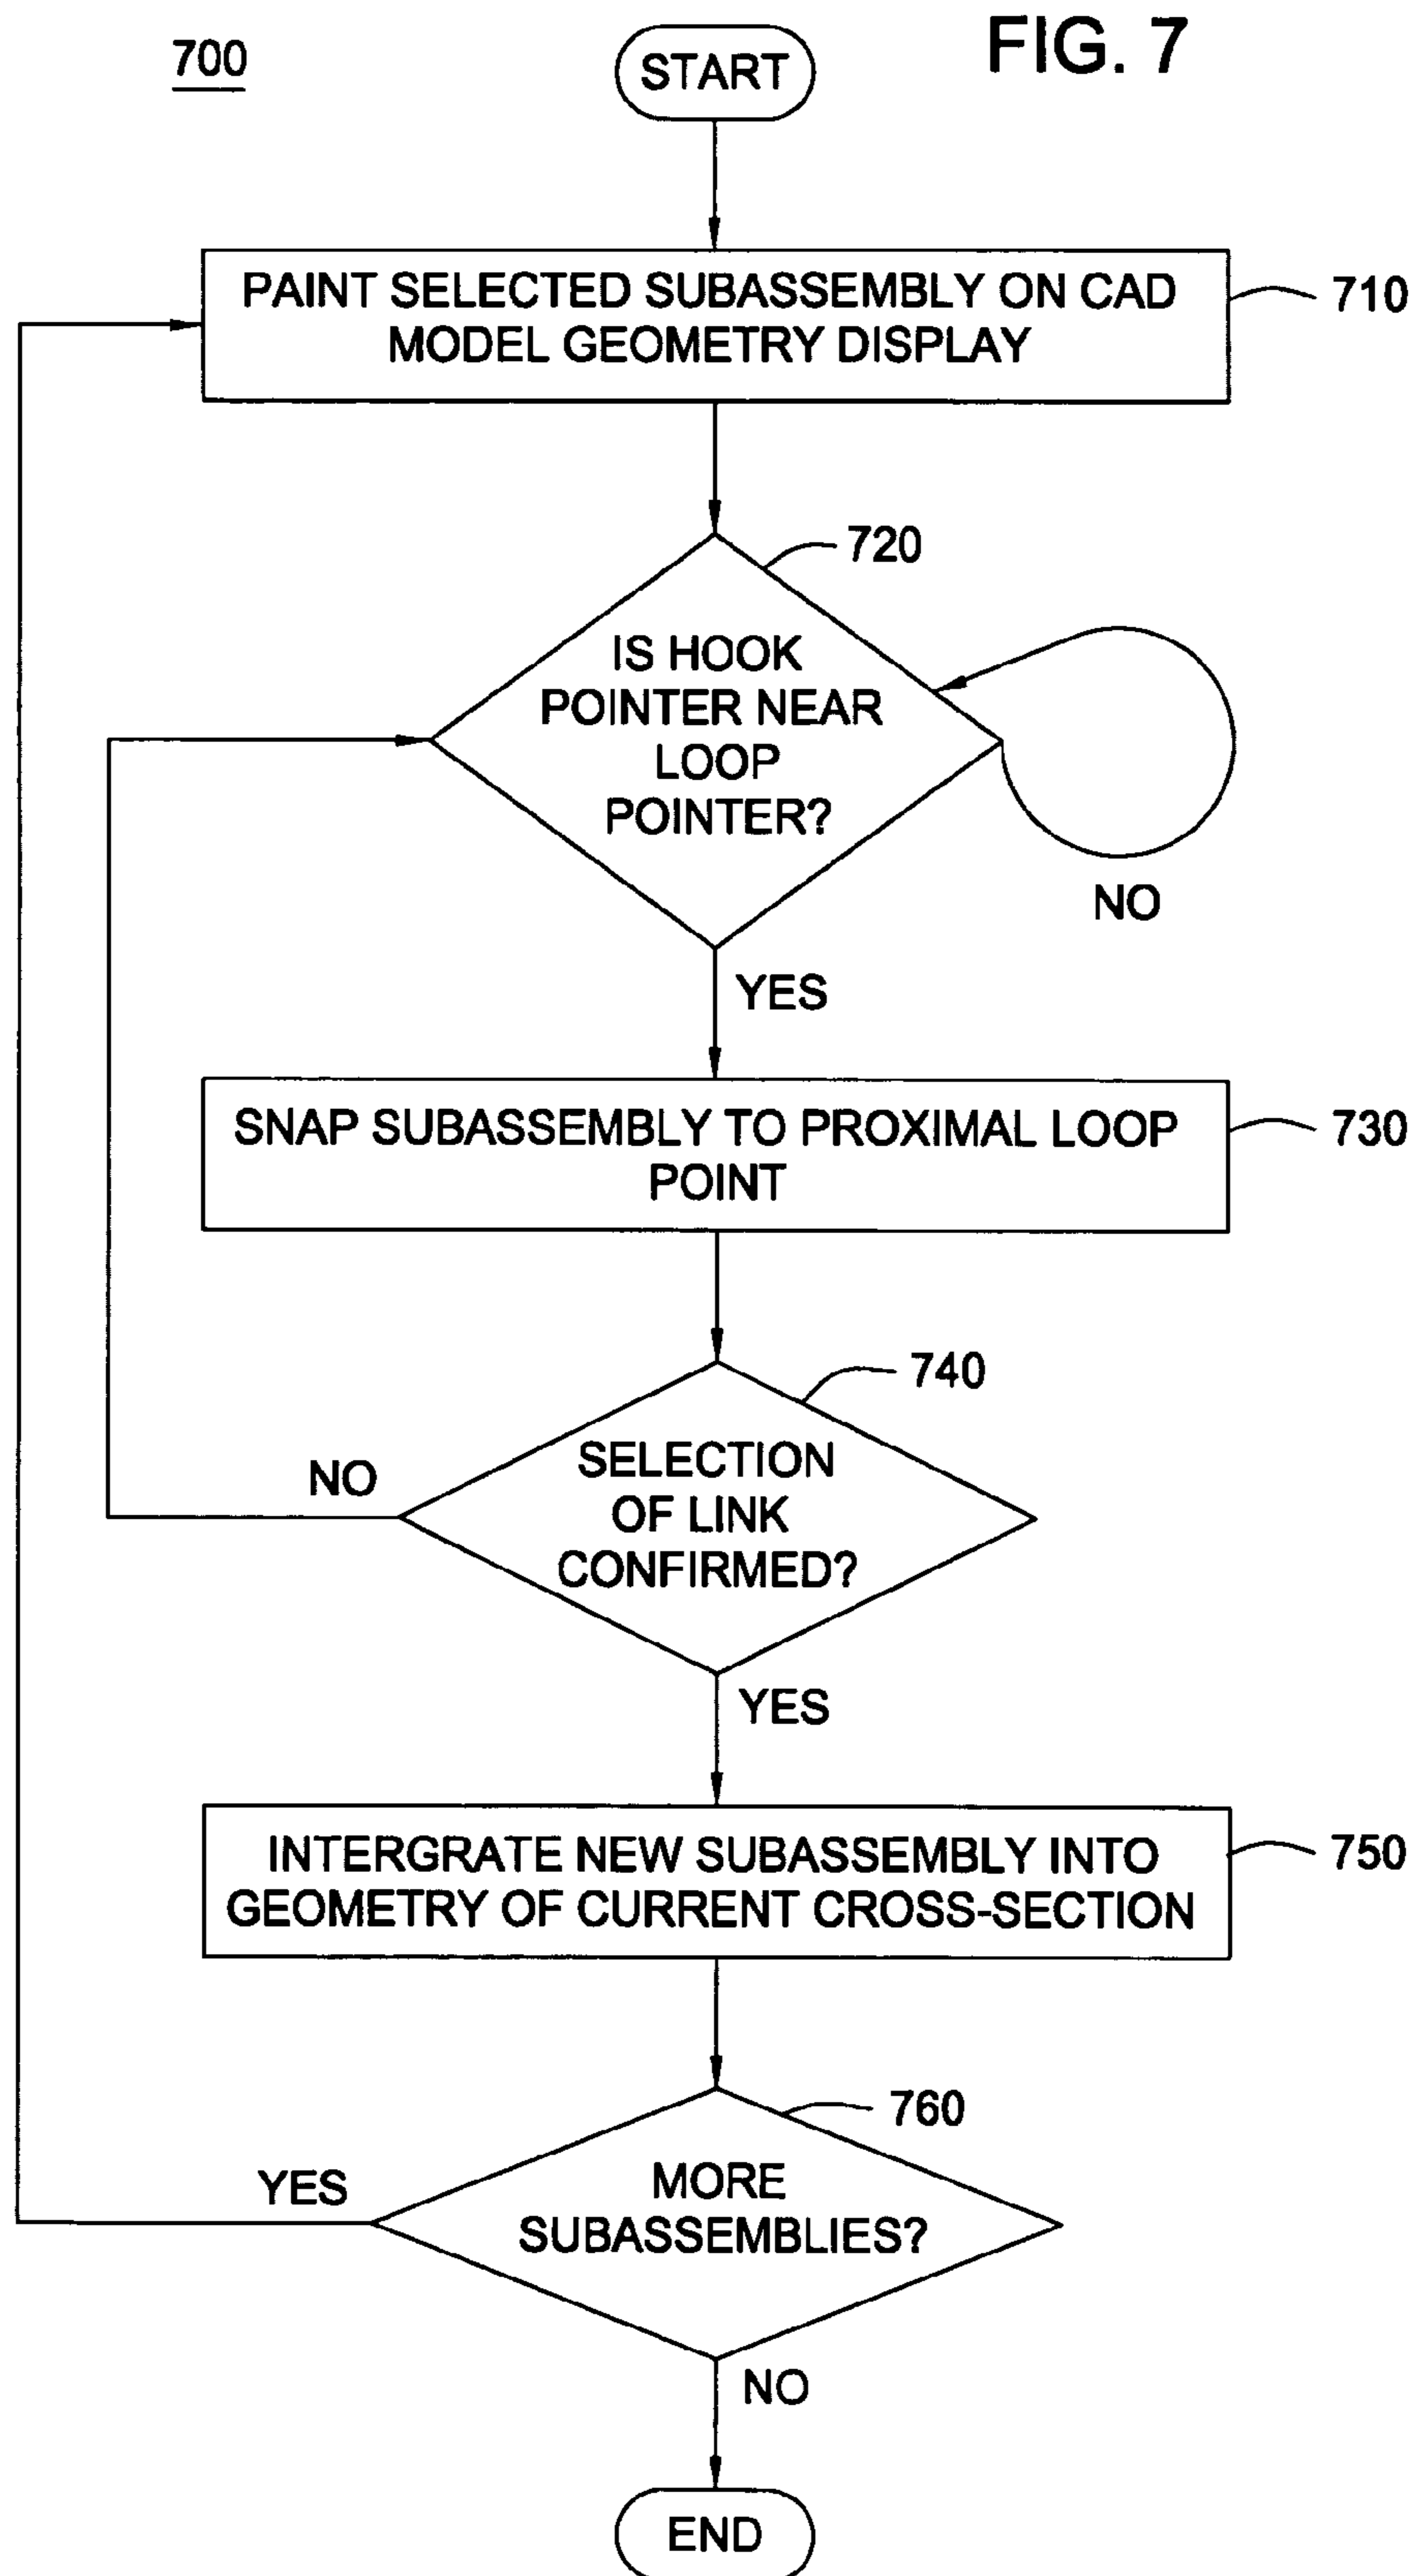 700
FIG. 7
START
PAINT SELECTED SUBASSEMBLY ON CAD
MODEL GEOMETRY DISPLAY
710
720
IS HOOK
POINTER NEAR
LOOP
POINTER?
NO
YES
SNAP SUBASSEMBLY TO PROXIMAL LOOP
POINT
730
740
SELECTION
OF LINK
CONFIRMED?
NO
YES
INTERGRATE NEW SUBASSEMBLY INTO
GEOMETRY OF CURRENT CROSS-SECTION
750
760
MORE
SUBASSEMBLIES?
YES
NO
END